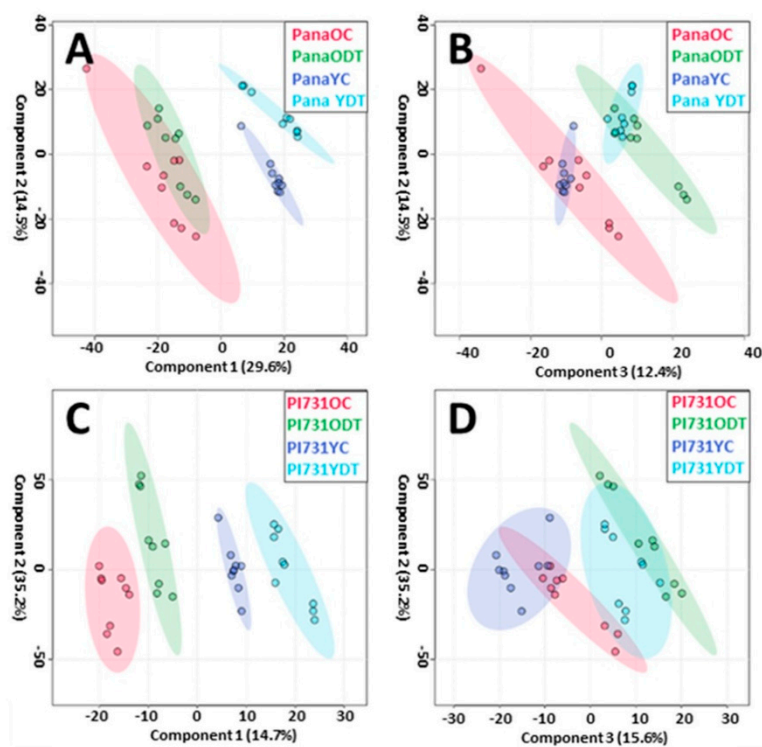 A
PanaOC
PanaODT
PanaYC
Pana YDT
40
20
0
-20
-40
Component 2 (14.5%)
-40
-20
0
20
40
Component 1 (29.6%)
B
PanaOC
PanaODT
PanaYC
Pana YDT
40
20
0
-20
-40
Component 2 (14.5%)
-40
-20
0
20
40
Component 3 (12.4%)
C
PI731OC
PI731ODT
PI731YC
PI731YDT
50
0
-50
Component 2 (35.2%)
-20
-10
0
10
20
30
Component 1 (14.7%)
D
PI731OC
PI731ODT
PI731YC
PI731YDT
50
0
-50
Component 2 (35.2%)
-30
-20
-10
0
10
20
30
Component 3 (15.6%)